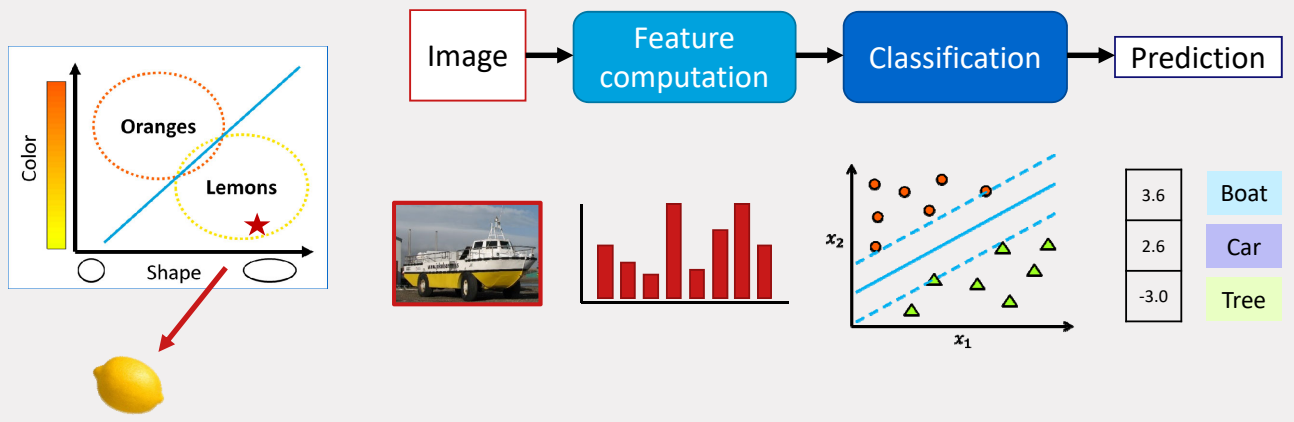 Image
Feature
computation
Classification
Prediction
Color
Oranges
Lemons
Shape
x₂
x₁
3.6
2.6
-3.0
Boat
Car
Tree